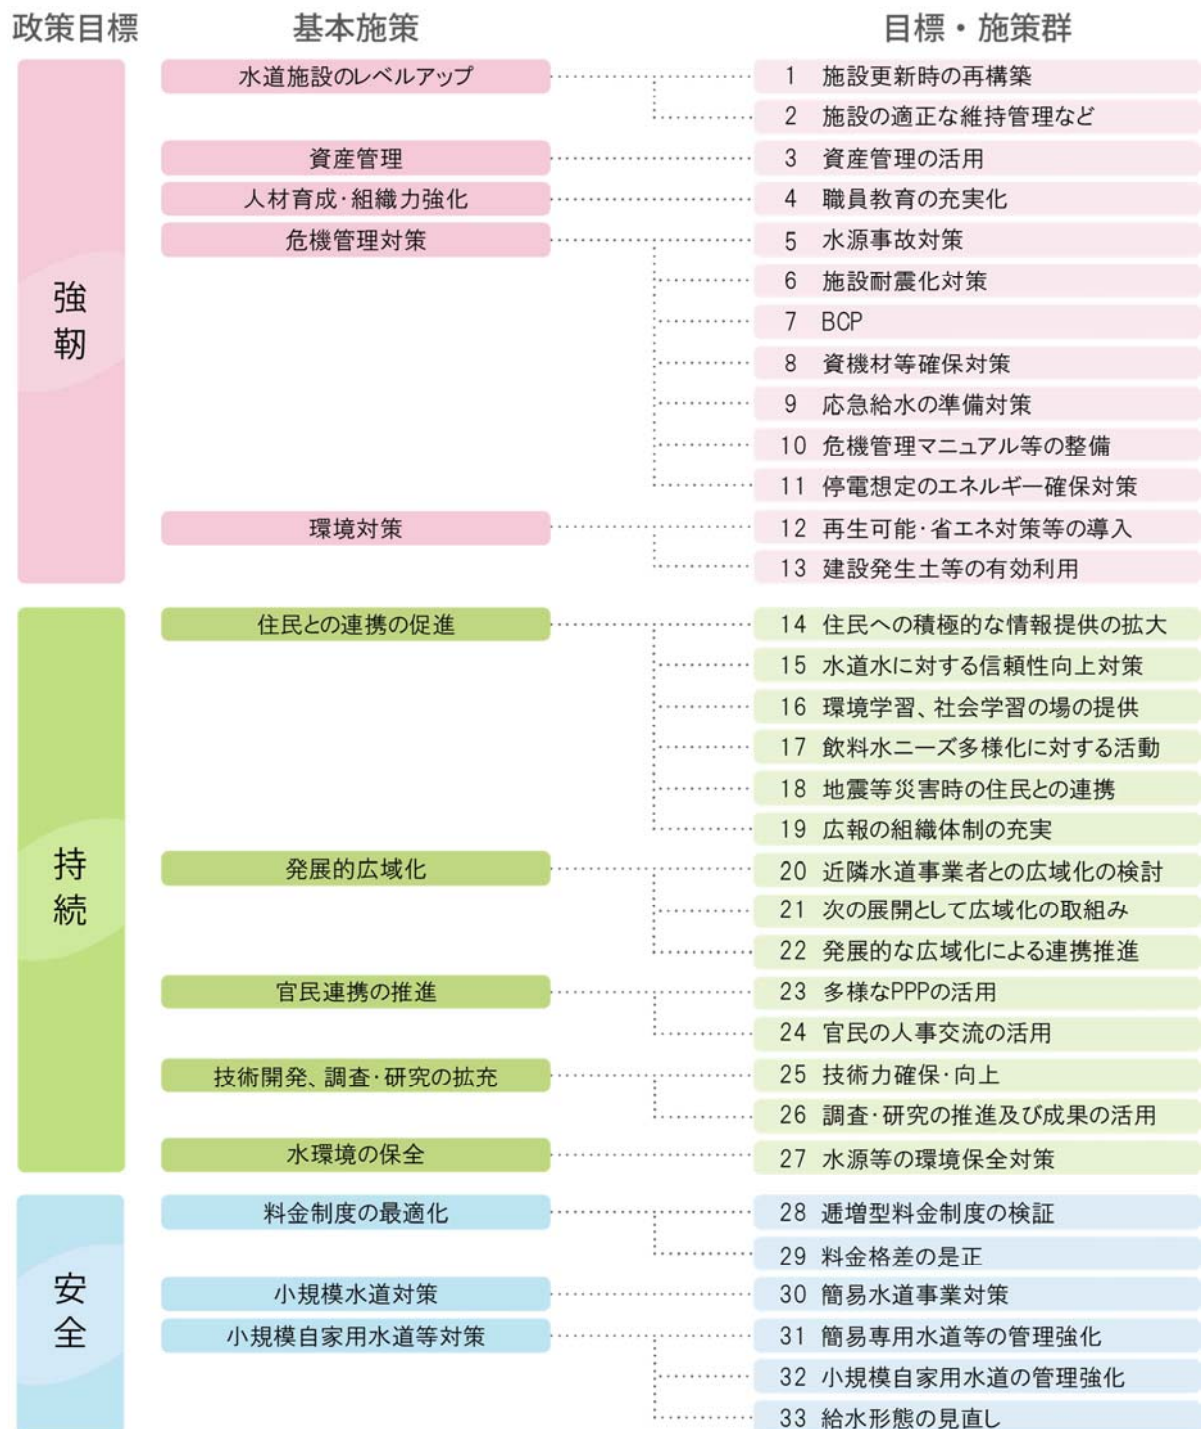 政策目標 基本施策 目標・施策群
強靭
水道施設のレベルアップ
1 施設更新時の再構築
2 施設の適正な維持管理など
資産管理
3 資産管理の活用
人材育成・組織力強化
4 職員教育の充実化
危機管理対策
5 水源事故対策
6 施設耐震化対策
7 BCP
8 資機材等確保対策
9 応急給水の準備対策
10 危機管理マニュアル等の整備
11 停電想定のエネルギー確保対策
環境対策
12 再生可能・省エネ対策等の導入
13 建設発生土等の有効利用
持続
住民との連携の促進
14 住民への積極的な情報提供の拡大
15 水道水に対する信頼性向上対策
16 環境学習、社会学習の場の提供
17 飲料水ニーズ多様化に対する活動
18 地震等災害時の住民との連携
19 広報の組織体制の充実
発展的広域化
20 近隣水道事業者との広域化の検討
21 次の展開として広域化の取組み
22 発展的な広域化による連携推進
官民連携の推進
23 多様なPPPの活用
24 官民の人事交流の活用
技術開発、調査・研究の拡充
25 技術力確保・向上
26 調査・研究の推進及び成果の活用
水環境の保全
27 水源等の環境保全対策
安全
料金制度の最適化
28 逓増型料金制度の検証
29 料金格差の是正
小規模水道対策
30 簡易水道事業対策
小規模自家用水道等対策
31 簡易専用水道等の管理強化
32 小規模自家用水道の管理強化
33 給水形態の見直し